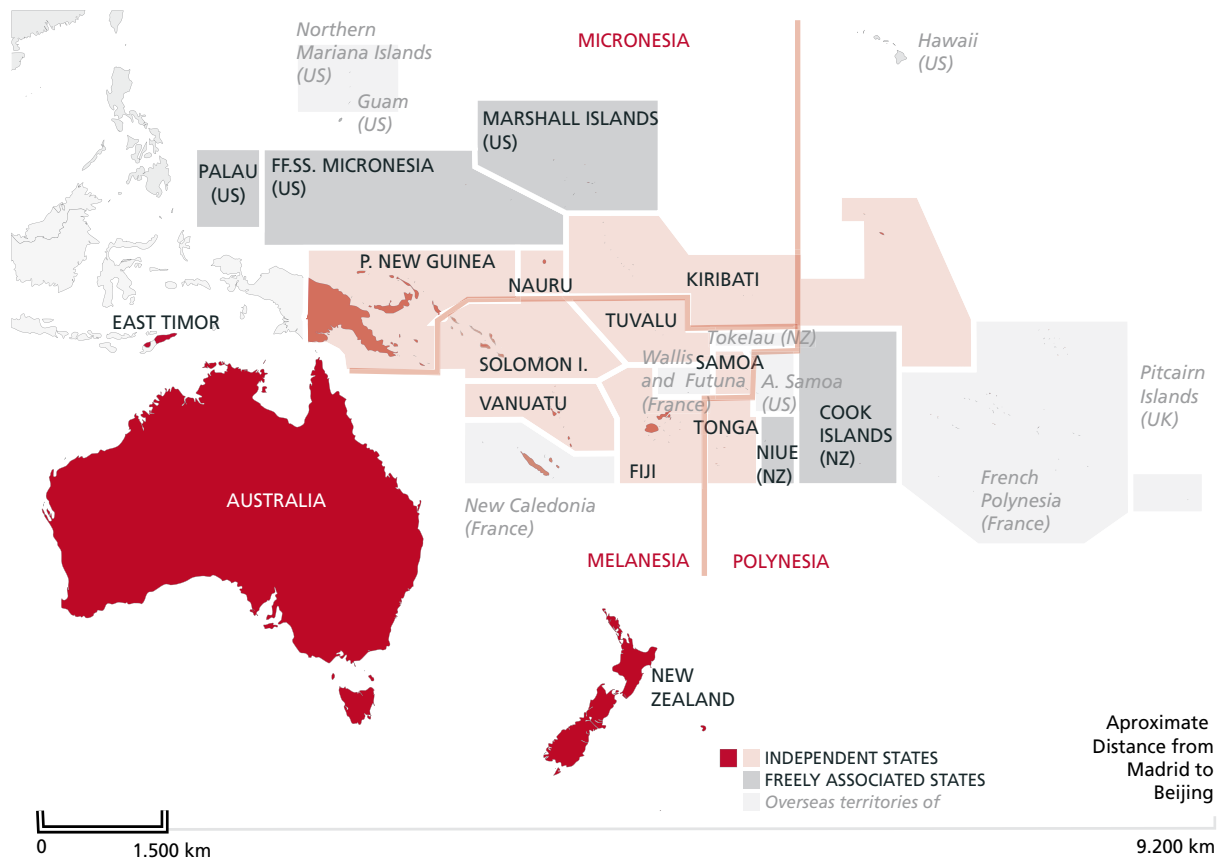 Northern
Mariana Islands
(US)
MICRONESIA
Hawaii
(US)
Guam
(US)
MARSHALL ISLANDS
(US)
PALAU
(US)
FF.SS. MICRONESIA
(US)
P. NEW GUINEA
NAURU
KIRIBATI
EAST TIMOR
TUVALU
Tokelau (NZ)
SOLOMON I.
Wallis
and Futuna
(France)
SAMOA
A. Samoa
(US)
Pitcairn
Islands
(UK)
VANUATU
TONGA
COOK
ISLANDS
(NZ)
NIUE
(NZ)
FIJI
French
Polynesia
(France)
AUSTRALIA
New Caledonia
(France)
MELANESIA
POLYNESIA
NEW
ZEALAND
Aproximate
Distance from
Madrid to
Beijing
INDEPENDENT STATES
FREELY ASSOCIATED STATES
Overseas territories of
0
1.500 km
9.200 km